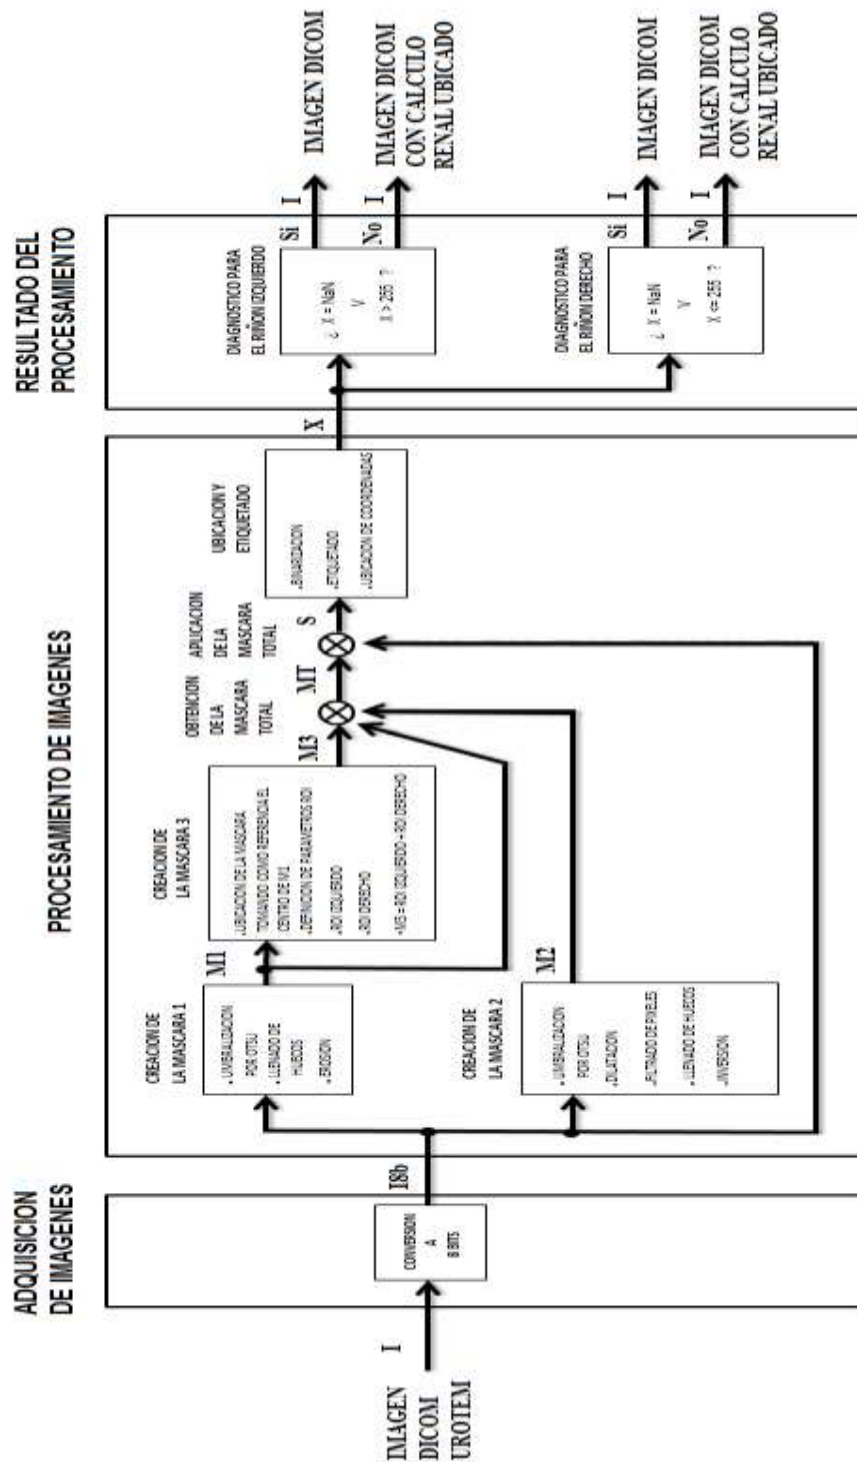 ADQUISICION
DE IMAGENES
PROCESAMIENTO DE IMAGENES
RESULTADO DEL
PROCESAMIENTO
IMAGEN
DICOM
UROTEM
I
CONVERSION
A
8 BITS
I8b
CREACION DE
LA MASCARA 1
.UMBRALIZACION
POR OTSU
.LLENADO DE
HUECOS
.EROSION
M1
CREACION DE
LA MASCARA 2
.UMBRALIZACION
POR OTSU
.DILATACION
.FILTRADO DE PIXELES
.LLENADO DE HUECOS
.INVERSION
M2
CREACION DE
LA MASCARA 3
.UBICACION DE LA MASCARA
TOMANDO COMO REFERENCIA EL
CENTRO DE M1
.DEFINICION DE PARAMETROS ROI
.ROI IZQUIERDO
.ROI DERECHO
.M3 = ROI IZQUIERDO + ROI DERECHO
M3
OBTENCION
DE LA
MASCARA
TOTAL
MT
APLICACION
DE LA
MASCARA
TOTAL
S
UBICACION Y
ETIQUETADO
.BINARIZACION
.ETIQUETADO
.UBICACION DE COORDENADAS
X
DIAGNOSTICO PARA
EL RIÑON IZQUIERDO
¿ X = NaN
V
X > 255 ?
Si I
IMAGEN DICOM
No I
IMAGEN DICOM
CON CALCULO
RENAL UBICADO
DIAGNOSTICO PARA
EL RIÑON DERECHO
¿ X = NaN
V
X <= 255 ?
Si I
IMAGEN DICOM
No I
IMAGEN DICOM
CON CALCULO
RENAL UBICADO